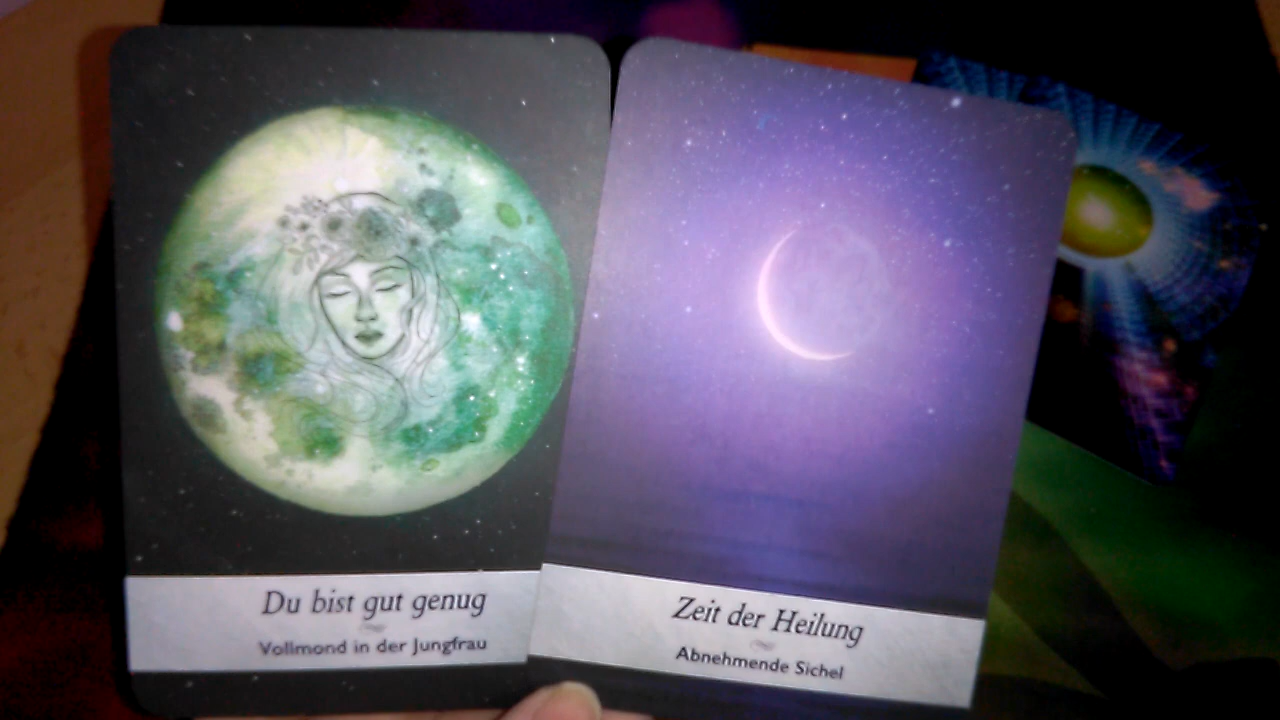 Du bist gut genug
Vollmond in der Jungfrau
Zeit der Heilung
Abnehmende Sichel